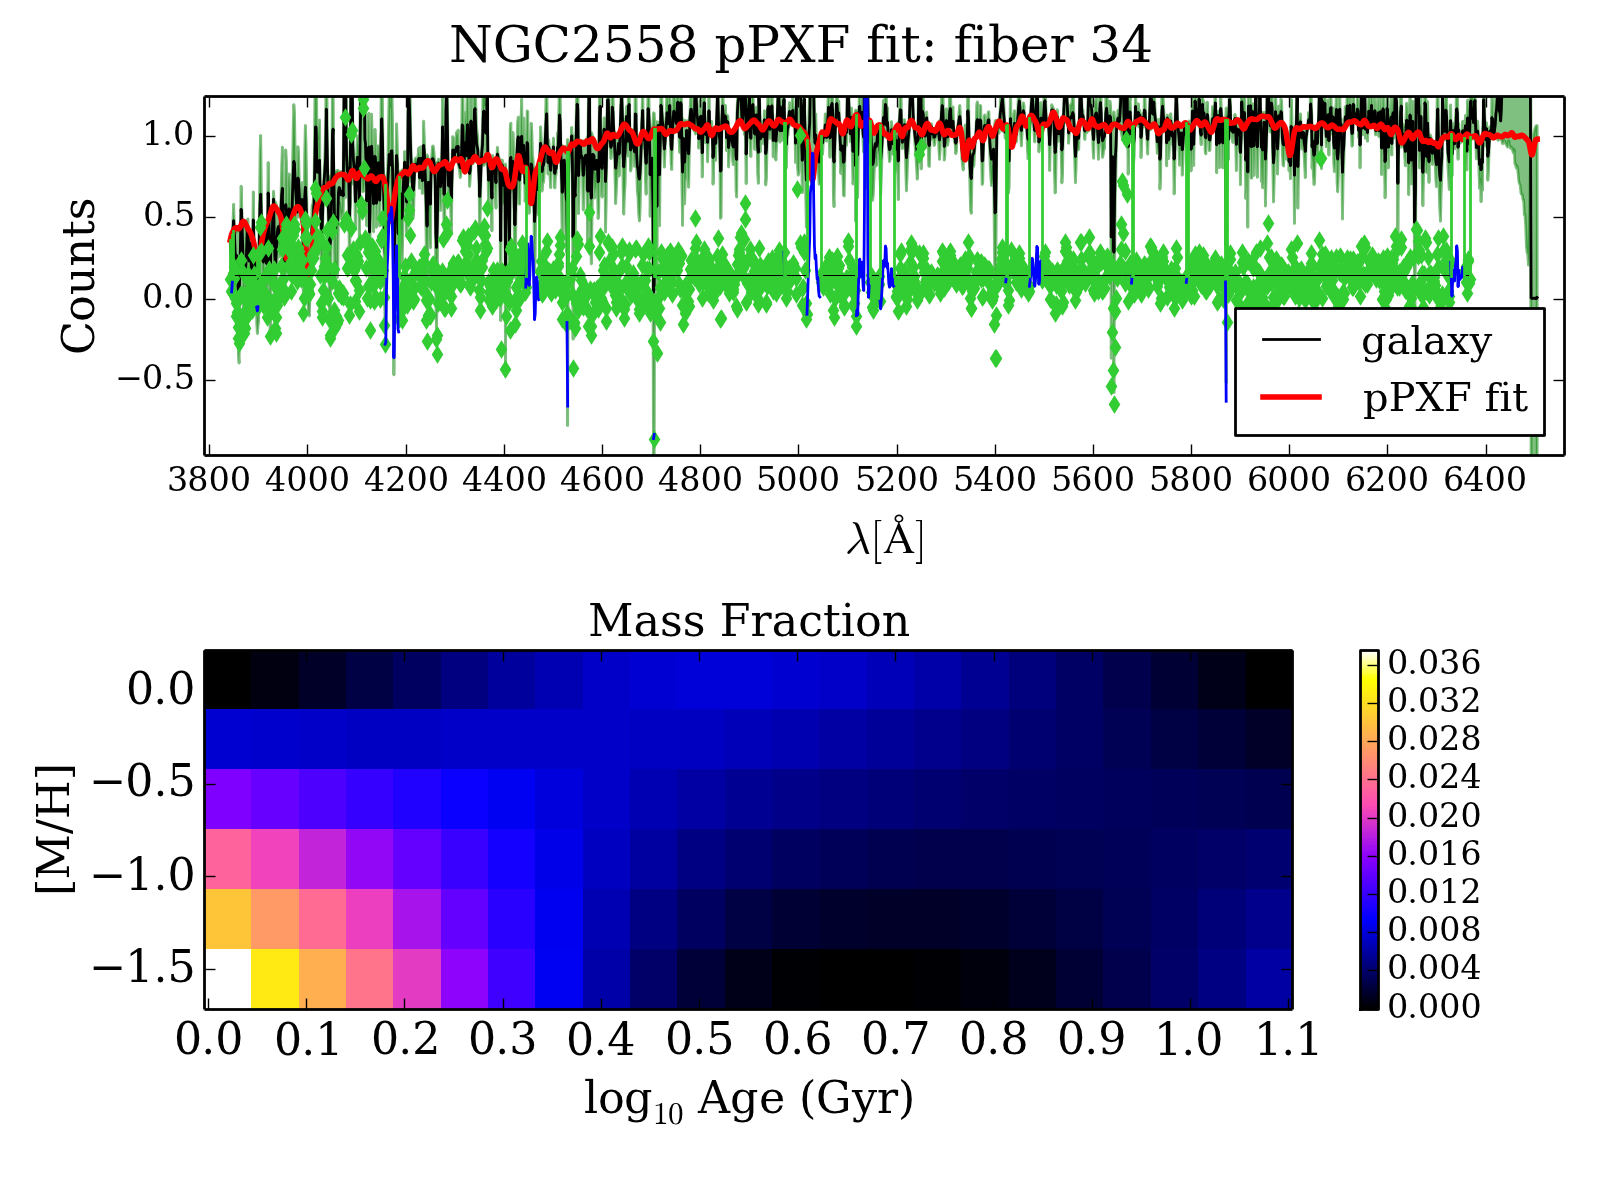 NGC2558 pPXF fit: fiber 34
Counts
1.0
0.5
0.0
−0.5
galaxy
pPXF fit
3800 4000 4200 4400 4600 4800 5000 5200 5400 5600 5800 6000 6200 6400
λ[Å]
Mass Fraction
[M/H]
0.0
−0.5
−1.0
−1.5
0.0 0.1 0.2 0.3 0.4 0.5 0.6 0.7 0.8 0.9 1.0 1.1
log₁₀ Age (Gyr)
0.036
0.032
0.028
0.024
0.020
0.016
0.012
0.008
0.004
0.000